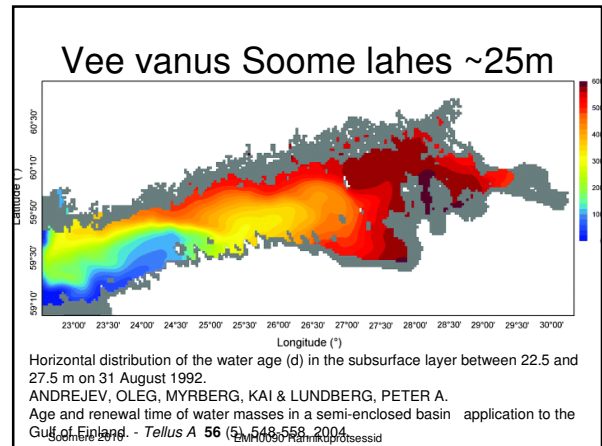 Vee vanus Soome lahes ~25m
60°30'
60°10'
59°50'
59°30'
59°10'
Latitude (°)
600
500
400
300
200
100
0
23°00' 23°30' 24°00' 24°30' 25°00' 25°30' 26°00' 26°30' 27°00' 27°30' 28°00' 28°30' 29°00' 29°30' 30°00'
Longitude (°)
Horizontal distribution of the water age (d) in the subsurface layer between 22.5 and
27.5 m on 31 August 1992.
ANDREJEV, OLEG, MYRBERG, KAI & LUNDBERG, PETER A.
Age and renewal time of water masses in a semi-enclosed basin application to the
Gulf of Finland. - Tellus A 56 (5), 548-558, 2004.
Soomere 2010 EMH0090 Rannikuprotsessid